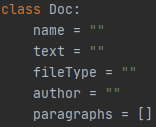 class Doc:
    name = ""
    text = ""
    fileType = ""
    author = ""
    paragraphs = []